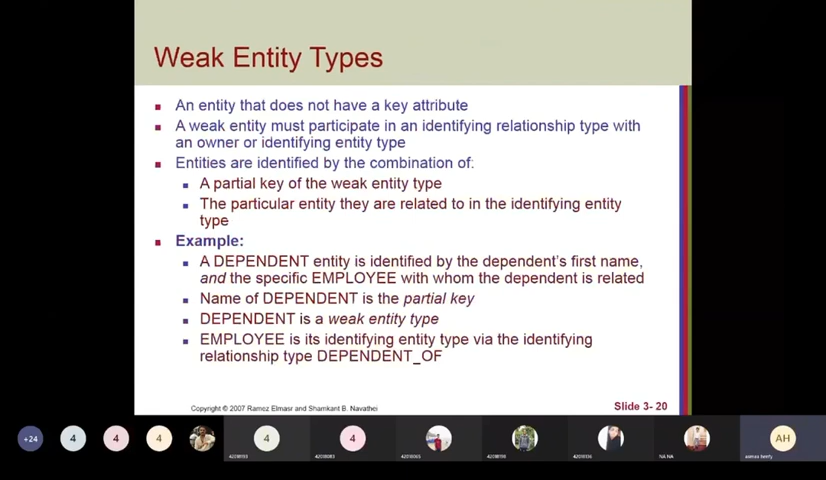 Weak Entity Types
An entity that does not have a key attribute
A weak entity must participate in an identifying relationship type with
an owner or identifying entity type
Entities are identified by the combination of:
A partial key of the weak entity type
The particular entity they are related to in the identifying entity
type
Example:
A DEPENDENT entity is identified by the dependent's first name,
and the specific EMPLOYEE with whom the dependent is related
Name of DEPENDENT is the partial key
DEPENDENT is a weak entity type
EMPLOYEE is its identifying entity type via the identifying
relationship type DEPENDENT_OF
Copyright © 2007 Ramez Elmasr and Shamkant B. Navathei
Slide 3- 20
+24
4
4
4
4
4
AH
NA NA